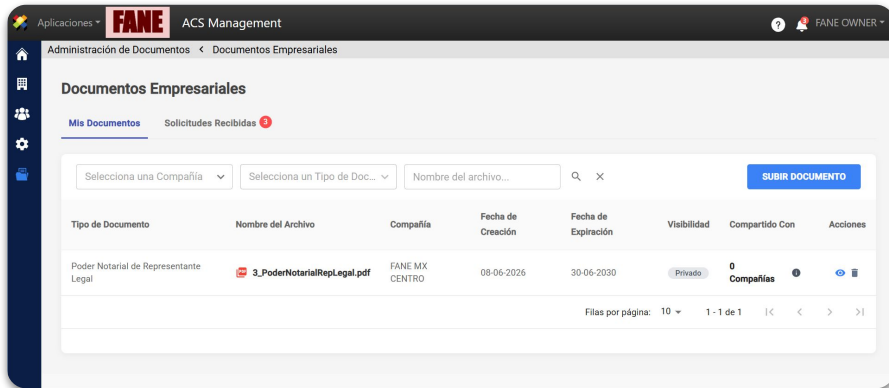 Aplicaciones
FANE
ACS Management
?
3
FANE OWNER
Administración de Documentos < Documentos Empresariales
Documentos Empresariales
Mis Documentos
Solicitudes Recibidas 3
Selecciona una Compañía
Selecciona un Tipo de Doc...
Nombre del archivo...
SUBIR DOCUMENTO
Tipo de Documento
Nombre del Archivo
Compañía
Fecha de
Creación
Fecha de
Expiración
Visibilidad
Compartido Con
Acciones
Poder Notarial de Representante
Legal
PDF
3_PoderNotarialRepLegal.pdf
FANE MX
CENTRO
08-06-2026
30-06-2030
Privado
0
Compañías
Filas por página: 10
1 - 1 de 1